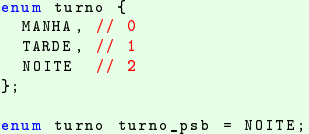 enum turno {
MANHA, // 0
TARDE, // 1
NOITE // 2
};
enum turno turno_psb = NOITE;